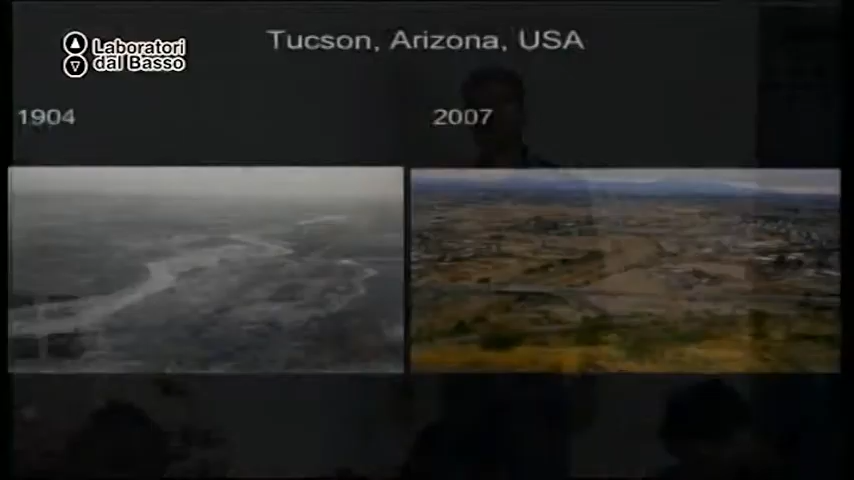 Laboratori
dal Basso
Tucson, Arizona, USA
1904
2007